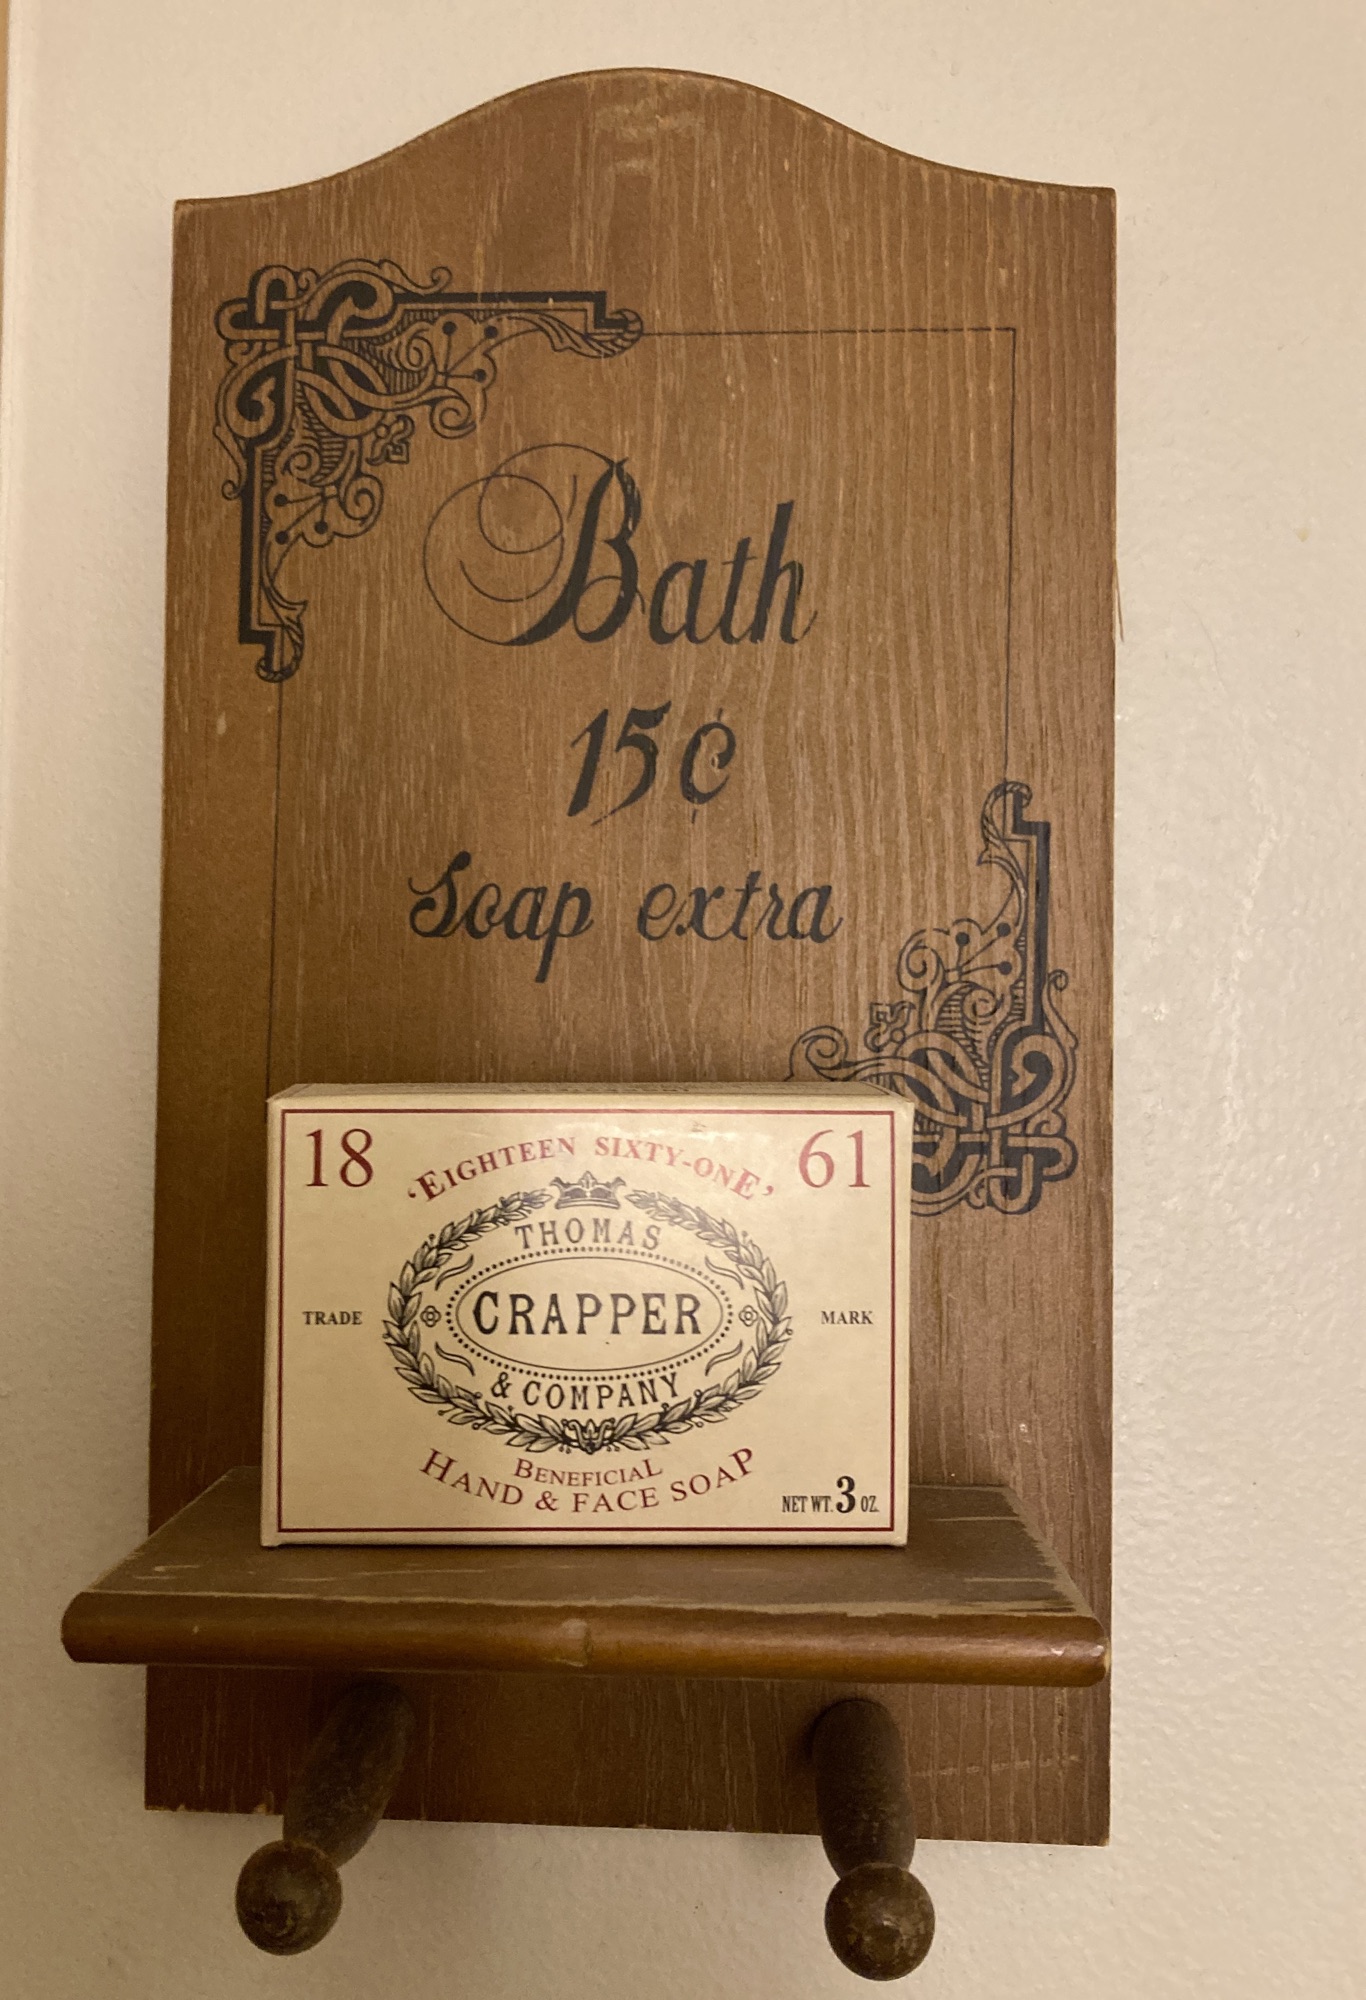 Bath
15¢
Soap extra
18 'EIGHTEEN SIXTY-ONE' 61
THOMAS
TRADE CRAPPER MARK
& COMPANY
BENEFICIAL
HAND & FACE SOAP
NET WT. 3 OZ.